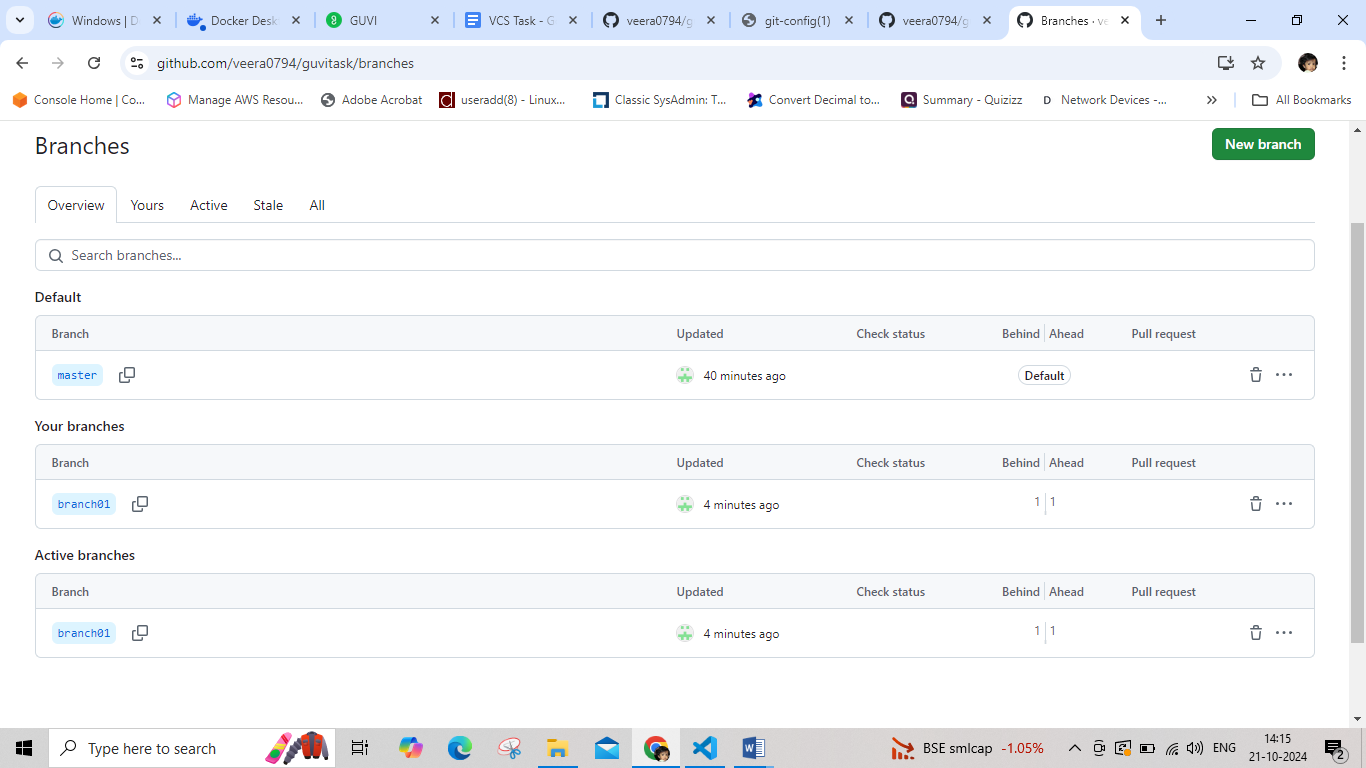 Windows | D
Docker Desk
GUVI
VCS Task - G
veera0794/g
git-config(1)
veera0794/g
Branches · ve
github.com/veera0794/guvitask/branches
Console Home | Co...
Manage AWS Resou...
Adobe Acrobat
useradd(8) - Linux...
Classic SysAdmin: T...
Convert Decimal to...
Summary - Quizizz
D Network Devices -...
All Bookmarks
Branches
New branch
Overview Yours Active Stale All
Search branches...
Default
Branch Updated Check status Behind Ahead Pull request
master 40 minutes ago Default
Your branches
Branch Updated Check status Behind Ahead Pull request
branch01 4 minutes ago 1 1
Active branches
Branch Updated Check status Behind Ahead Pull request
branch01 4 minutes ago 1 1
Type here to search
BSE smlcap -1.05%
ENG
14:15
21-10-2024
2